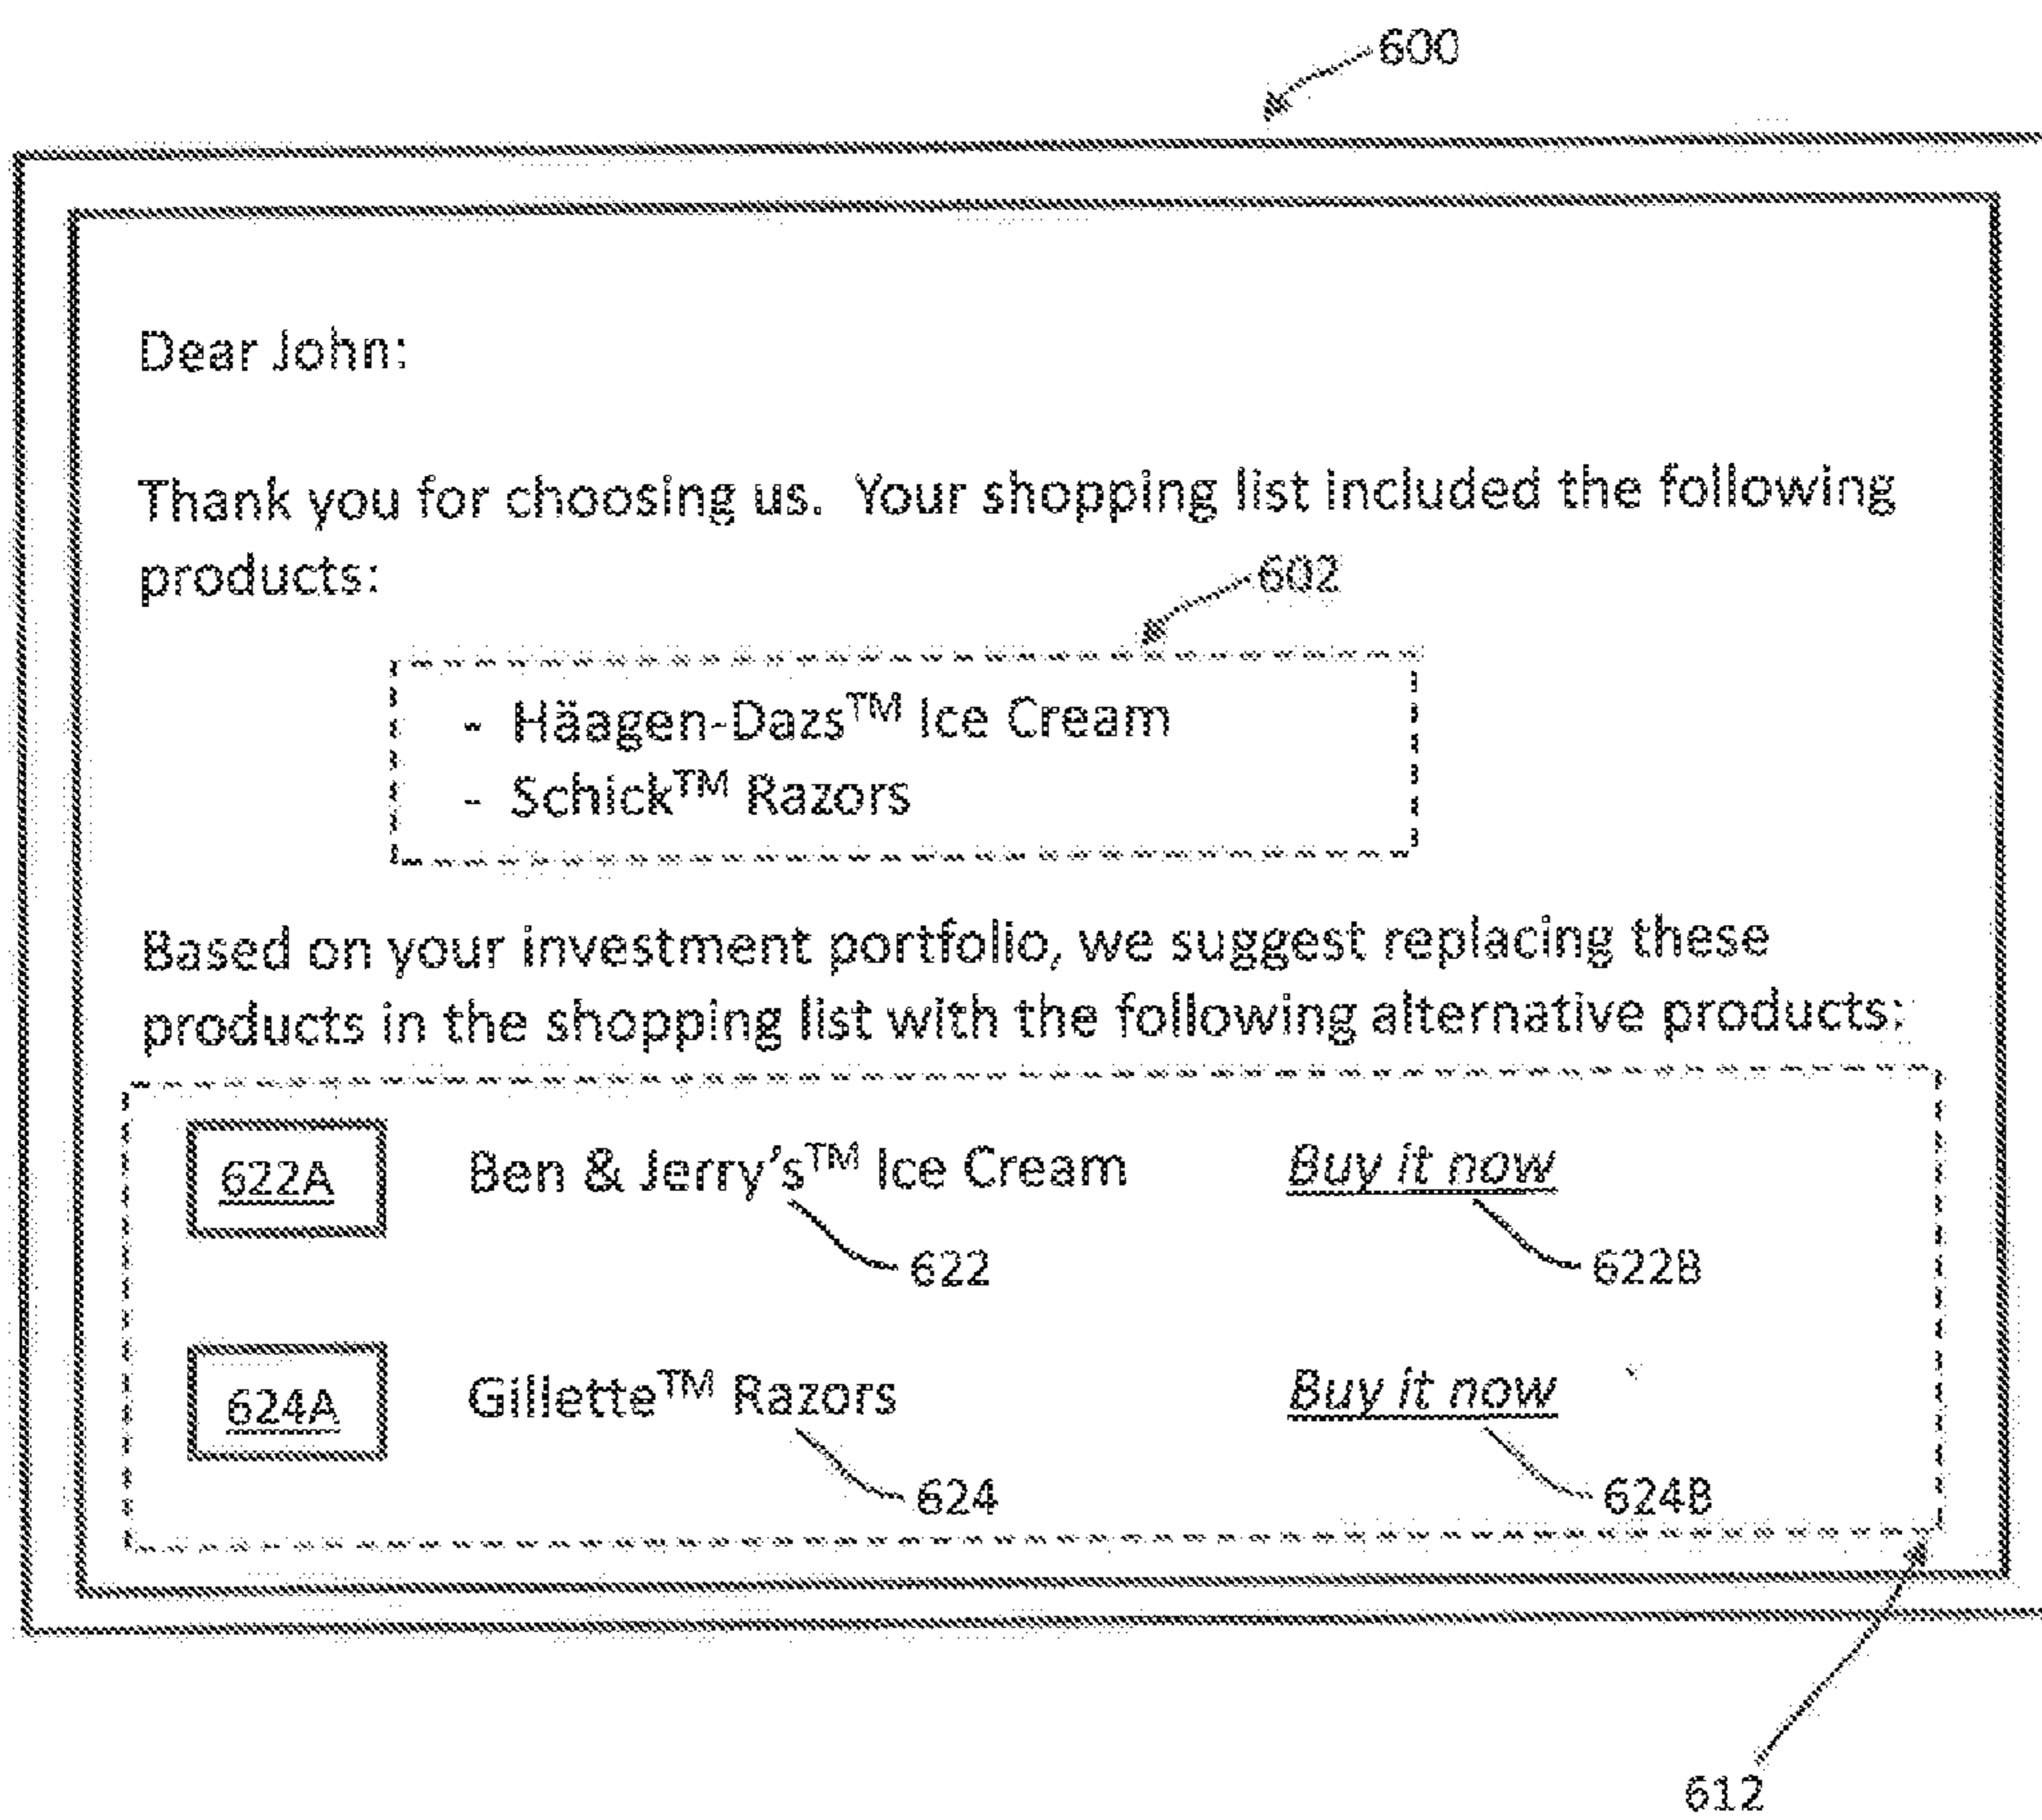 600
Dear John:
Thank you for choosing us. Your shopping list included the following
products:
602
- Häagen-Dazs™ Ice Cream
- Schick™ Razors
Based on your investment portfolio, we suggest replacing these
products in the shopping list with the following alternative products:
622A Ben & Jerry's™ Ice Cream Buy it now
622 622B
624A Gillette™ Razors Buy it now
624 624B
612